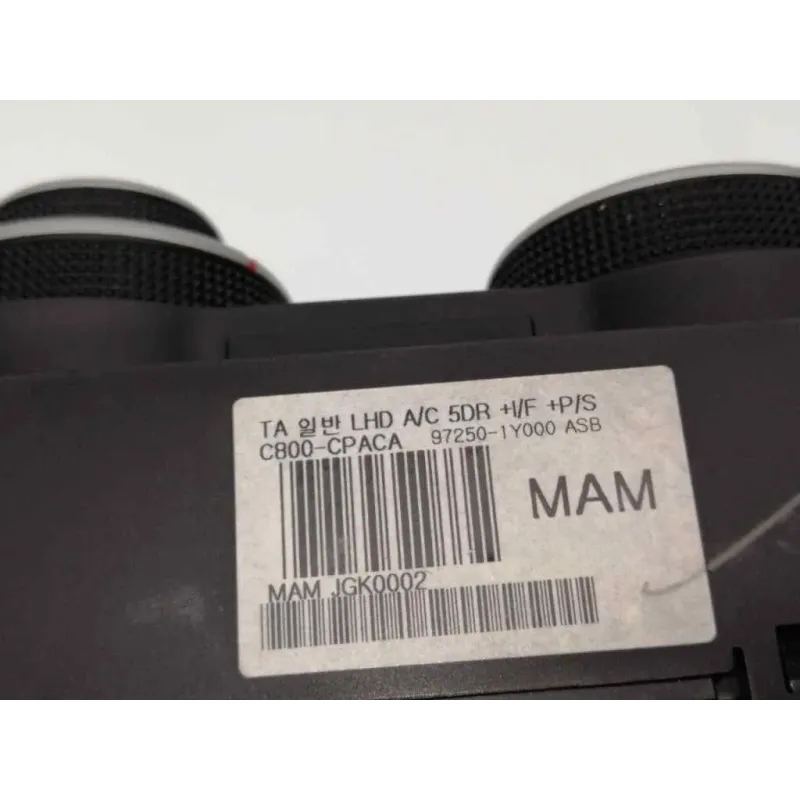 TA 일반 LHD A/C 5DR +I/F +P/S
C800-CPACA 97250-1Y000 ASB
MAM
MAM JGK0002